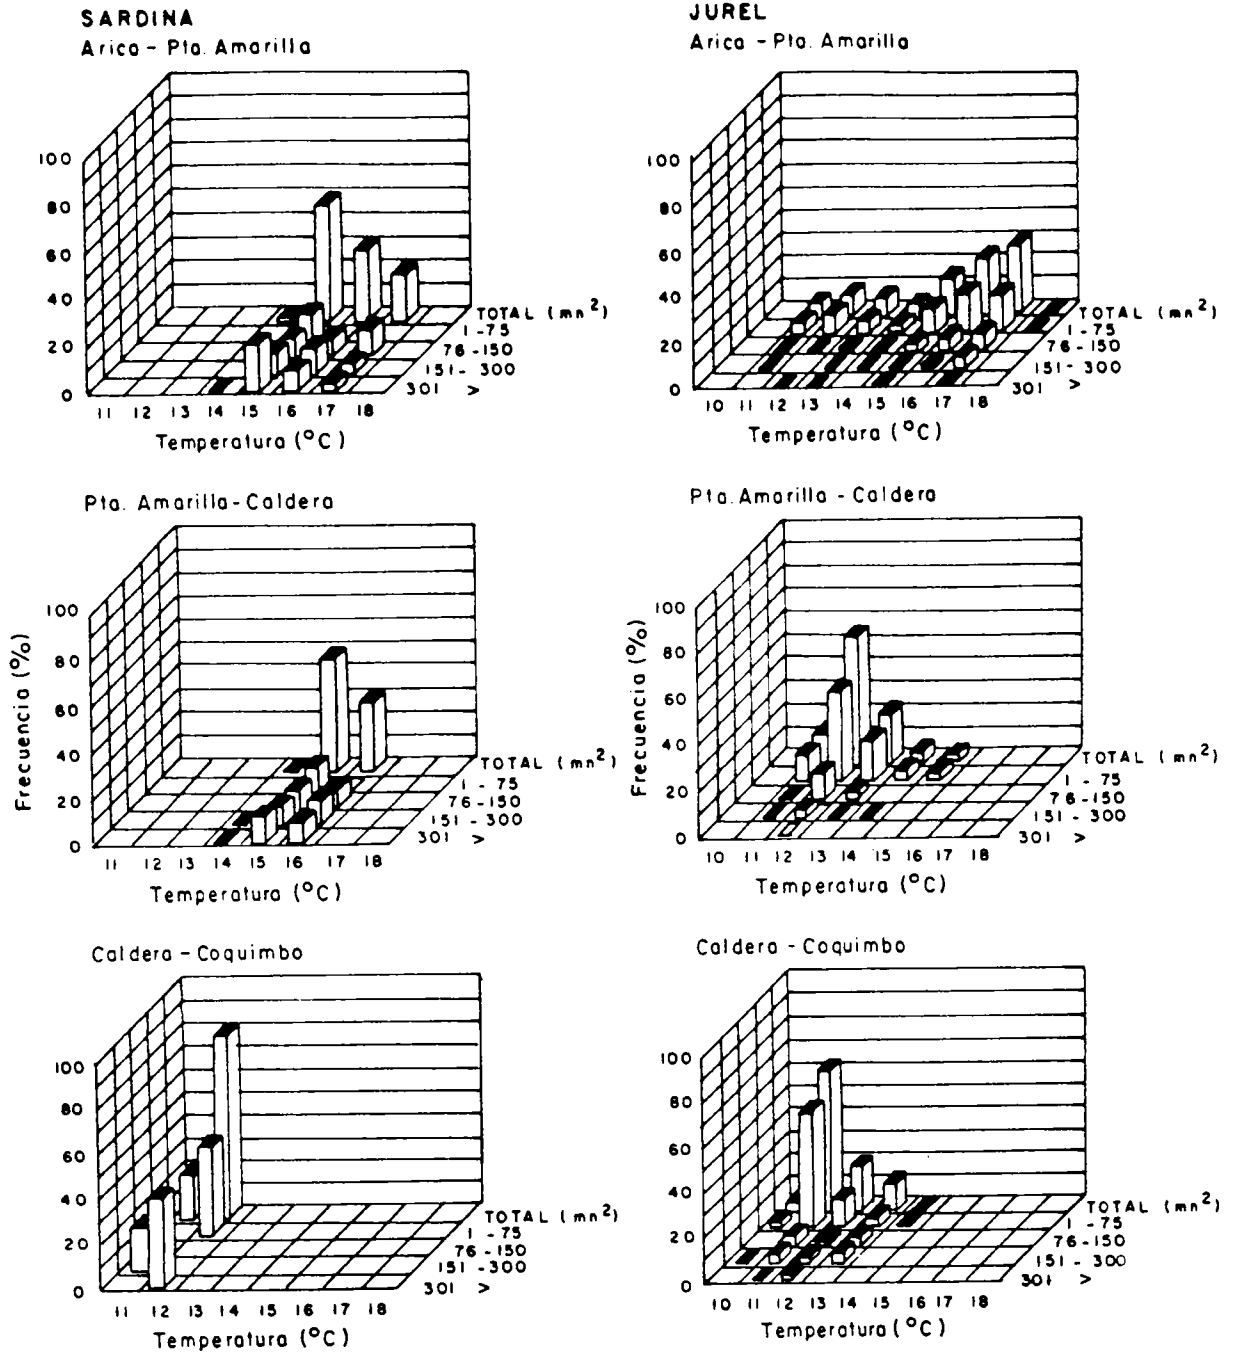 SARDINA
Arica - Pta. Amarilla
100
80
60
40
20
0
11 12 13 14 15 16 17 18
TOTAL (mn²)
1 - 75
76 - 150
151 - 300
301 >
Temperatura (°C)
JUREL
Arica - Pta. Amarilla
100
80
60
40
20
0
10 11 12 13 14 15 16 17 18
TOTAL (mn²)
1 - 75
76 - 150
151 - 300
301 >
Temperatura (°C)
Pta. Amarilla - Caldera
Frecuencia (%)
100
80
60
40
20
0
11 12 13 14 15 16 17 18
TOTAL (mn²)
1 - 75
76 - 150
151 - 300
301 >
Temperatura (°C)
Pta. Amarilla - Caldera
Frecuencia (%)
100
80
60
40
20
0
10 11 12 13 14 15 16 17 18
TOTAL (mn²)
1 - 75
76 - 150
151 - 300
301 >
Temperatura (°C)
Caldera - Coquimbo
100
80
60
40
20
0
11 12 13 14 15 16 17 18
TOTAL (mn²)
1 - 75
76 - 150
151 - 300
301 >
Temperatura (°C)
Caldera - Coquimbo
100
80
60
40
20
0
10 11 12 13 14 15 16 17 18
TOTAL (mn²)
1 - 75
76 - 150
151 - 300
301 >
Temperatura (°C)